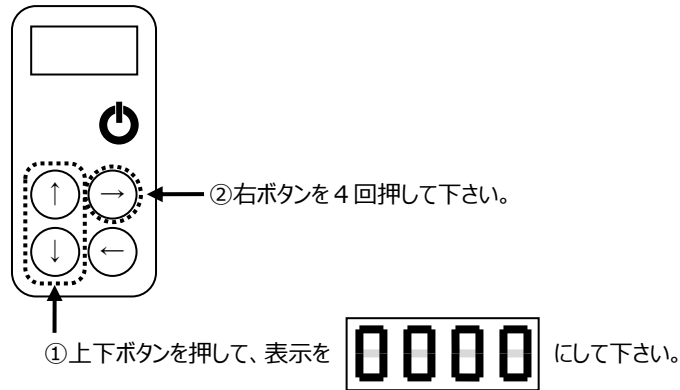 ↑ →
②右ボタンを４回押して下さい。
↓ ←
①上下ボタンを押して、表示を 0000 にして下さい。